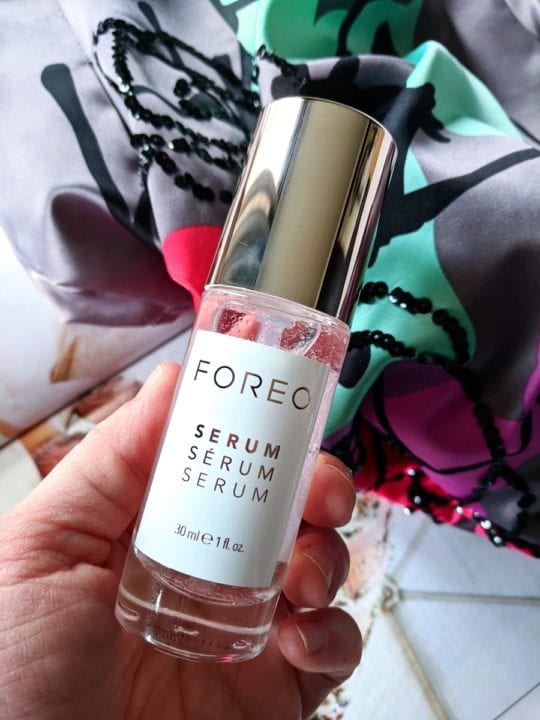 FOREO
SERUM
SÉRUM
SERUM
30 ml ℮ 1 fl. oz.